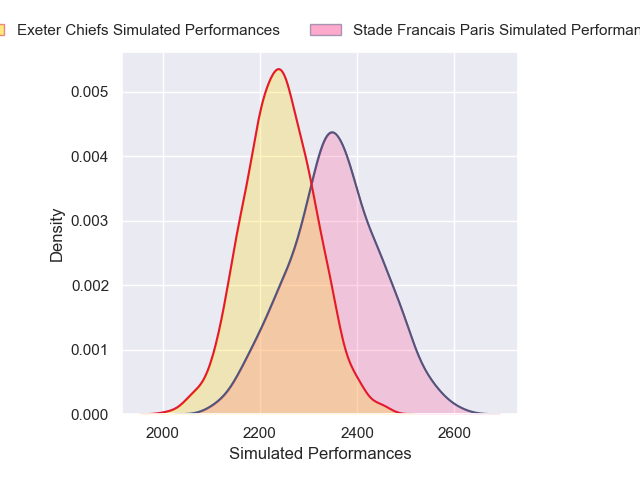 Exeter Chiefs Simulated Performances Stade Francais Paris Simulated Performan
0.005
0.004
0.003
0.002
0.001
0.000
Density
2000 2200 2400 2600
Simulated Performances